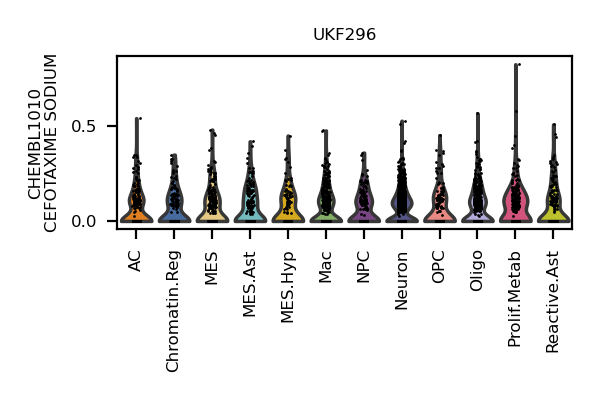 UKF296
CHEMBL1010
CEFOTAXIME SODIUM
0.5
0.0
AC
Chromatin.Reg
MES
MES.Ast
MES.Hyp
Mac
NPC
Neuron
OPC
Oligo
Prolif.Metab
Reactive.Ast